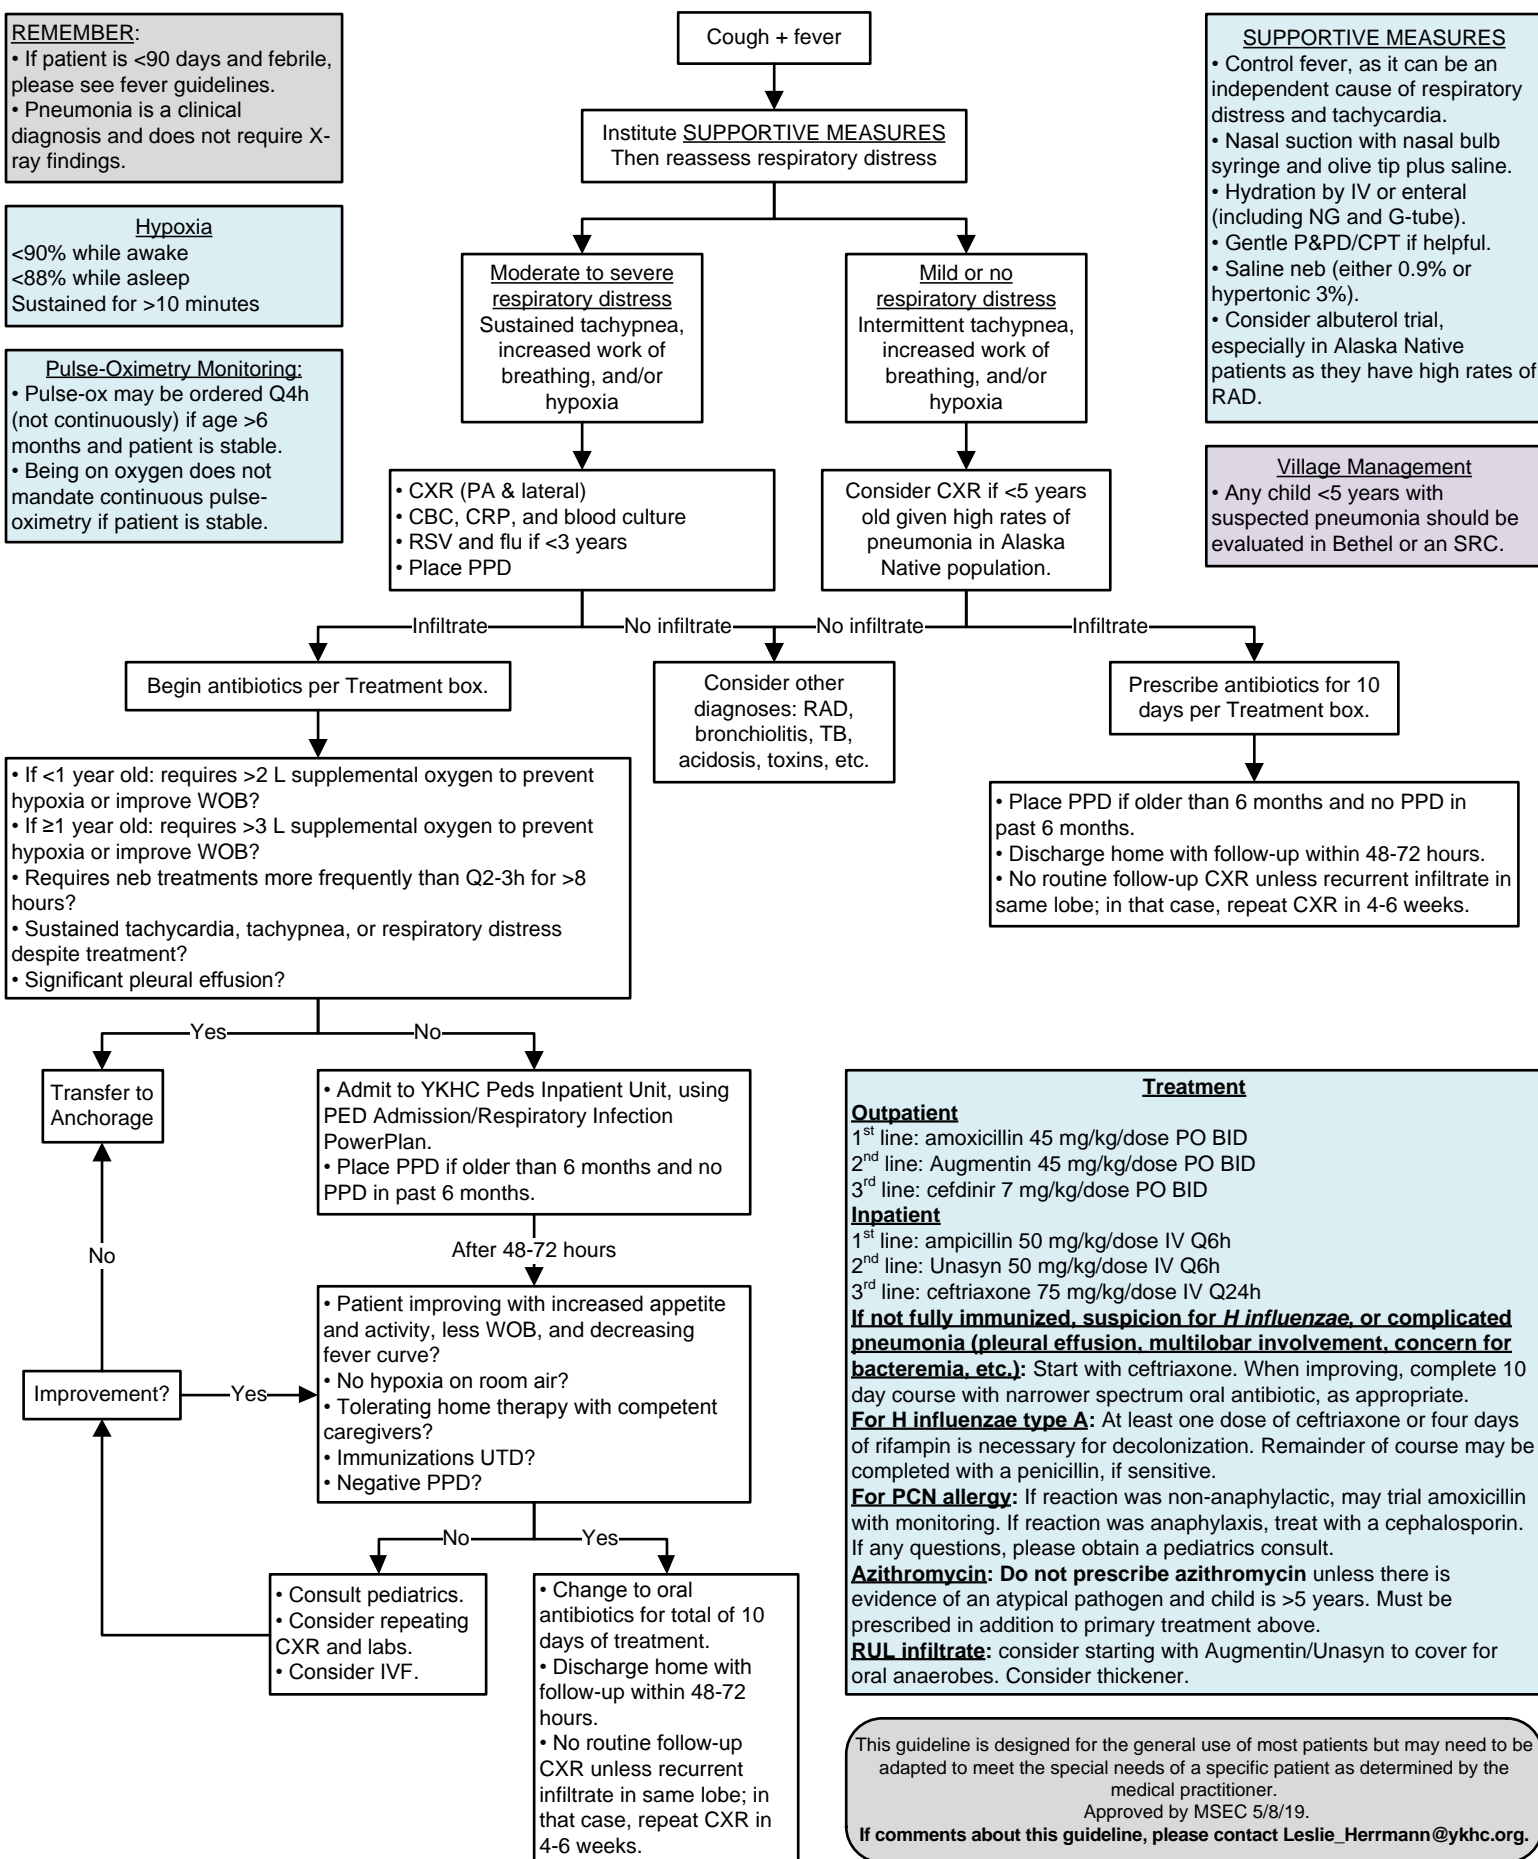 REMEMBER:
• If patient is <90 days and febrile,
please see fever guidelines.
• Pneumonia is a clinical
diagnosis and does not require X-
ray findings.
Hypoxia
<90% while awake
<88% while asleep
Sustained for >10 minutes
Pulse-Oximetry Monitoring:
• Pulse-ox may be ordered Q4h
(not continuously) if age >6
months and patient is stable.
• Being on oxygen does not
mandate continuous pulse-
oximetry if patient is stable.
Cough + fever
Institute SUPPORTIVE MEASURES
Then reassess respiratory distress
SUPPORTIVE MEASURES
• Control fever, as it can be an
independent cause of respiratory
distress and tachycardia.
• Nasal suction with nasal bulb
syringe and olive tip plus saline.
• Hydration by IV or enteral
(including NG and G-tube).
• Gentle P&PD/CPT if helpful.
• Saline neb (either 0.9% or
hypertonic 3%).
• Consider albuterol trial,
especially in Alaska Native
patients as they have high rates of
RAD.
Village Management
• Any child <5 years with
suspected pneumonia should be
evaluated in Bethel or an SRC.
Moderate to severe
respiratory distress
Sustained tachypnea,
increased work of
breathing, and/or
hypoxia
Mild or no
respiratory distress
Intermittent tachypnea,
increased work of
breathing, and/or
hypoxia
• CXR (PA & lateral)
• CBC, CRP, and blood culture
• RSV and flu if <3 years
• Place PPD
Consider CXR if <5 years
old given high rates of
pneumonia in Alaska
Native population.
Infiltrate
No infiltrate
No infiltrate
Infiltrate
Begin antibiotics per Treatment box.
Consider other
diagnoses: RAD,
bronchiolitis, TB,
acidosis, toxins, etc.
Prescribe antibiotics for 10
days per Treatment box.
• If <1 year old: requires >2 L supplemental oxygen to prevent
hypoxia or improve WOB?
• If ≥1 year old: requires >3 L supplemental oxygen to prevent
hypoxia or improve WOB?
• Requires neb treatments more frequently than Q2-3h for >8
hours?
• Sustained tachycardia, tachypnea, or respiratory distress
despite treatment?
• Significant pleural effusion?
• Place PPD if older than 6 months and no PPD in
past 6 months.
• Discharge home with follow-up within 48-72 hours.
• No routine follow-up CXR unless recurrent infiltrate in
same lobe; in that case, repeat CXR in 4-6 weeks.
Yes
No
Transfer to
Anchorage
• Admit to YKHC Peds Inpatient Unit, using
PED Admission/Respiratory Infection
PowerPlan.
• Place PPD if older than 6 months and no
PPD in past 6 months.
No
After 48-72 hours
• Patient improving with increased appetite
and activity, less WOB, and decreasing
fever curve?
• No hypoxia on room air?
• Tolerating home therapy with competent
caregivers?
• Immunizations UTD?
• Negative PPD?
Improvement?
Yes
No
Yes
• Consult pediatrics.
• Consider repeating
CXR and labs.
• Consider IVF.
• Change to oral
antibiotics for total of 10
days of treatment.
• Discharge home with
follow-up within 48-72
hours.
• No routine follow-up
CXR unless recurrent
infiltrate in same lobe; in
that case, repeat CXR in
4-6 weeks.
Treatment
Outpatient
1st line: amoxicillin 45 mg/kg/dose PO BID
2nd line: Augmentin 45 mg/kg/dose PO BID
3rd line: cefdinir 7 mg/kg/dose PO BID
Inpatient
1st line: ampicillin 50 mg/kg/dose IV Q6h
2nd line: Unasyn 50 mg/kg/dose IV Q6h
3rd line: ceftriaxone 75 mg/kg/dose IV Q24h
If not fully immunized, suspicion for H influenzae, or complicated
pneumonia (pleural effusion, multilobar involvement, concern for
bacteremia, etc.): Start with ceftriaxone. When improving, complete 10
day course with narrower spectrum oral antibiotic, as appropriate.
For H influenzae type A: At least one dose of ceftriaxone or four days
of rifampin is necessary for decolonization. Remainder of course may be
completed with a penicillin, if sensitive.
For PCN allergy: If reaction was non-anaphylactic, may trial amoxicillin
with monitoring. If reaction was anaphylaxis, treat with a cephalosporin.
If any questions, please obtain a pediatrics consult.
Azithromycin: Do not prescribe azithromycin unless there is
evidence of an atypical pathogen and child is >5 years. Must be
prescribed in addition to primary treatment above.
RUL infiltrate: consider starting with Augmentin/Unasyn to cover for
oral anaerobes. Consider thickener.
This guideline is designed for the general use of most patients but may need to be
adapted to meet the special needs of a specific patient as determined by the
medical practitioner.
Approved by MSEC 5/8/19.
If comments about this guideline, please contact Leslie_Herrmann@ykhc.org.